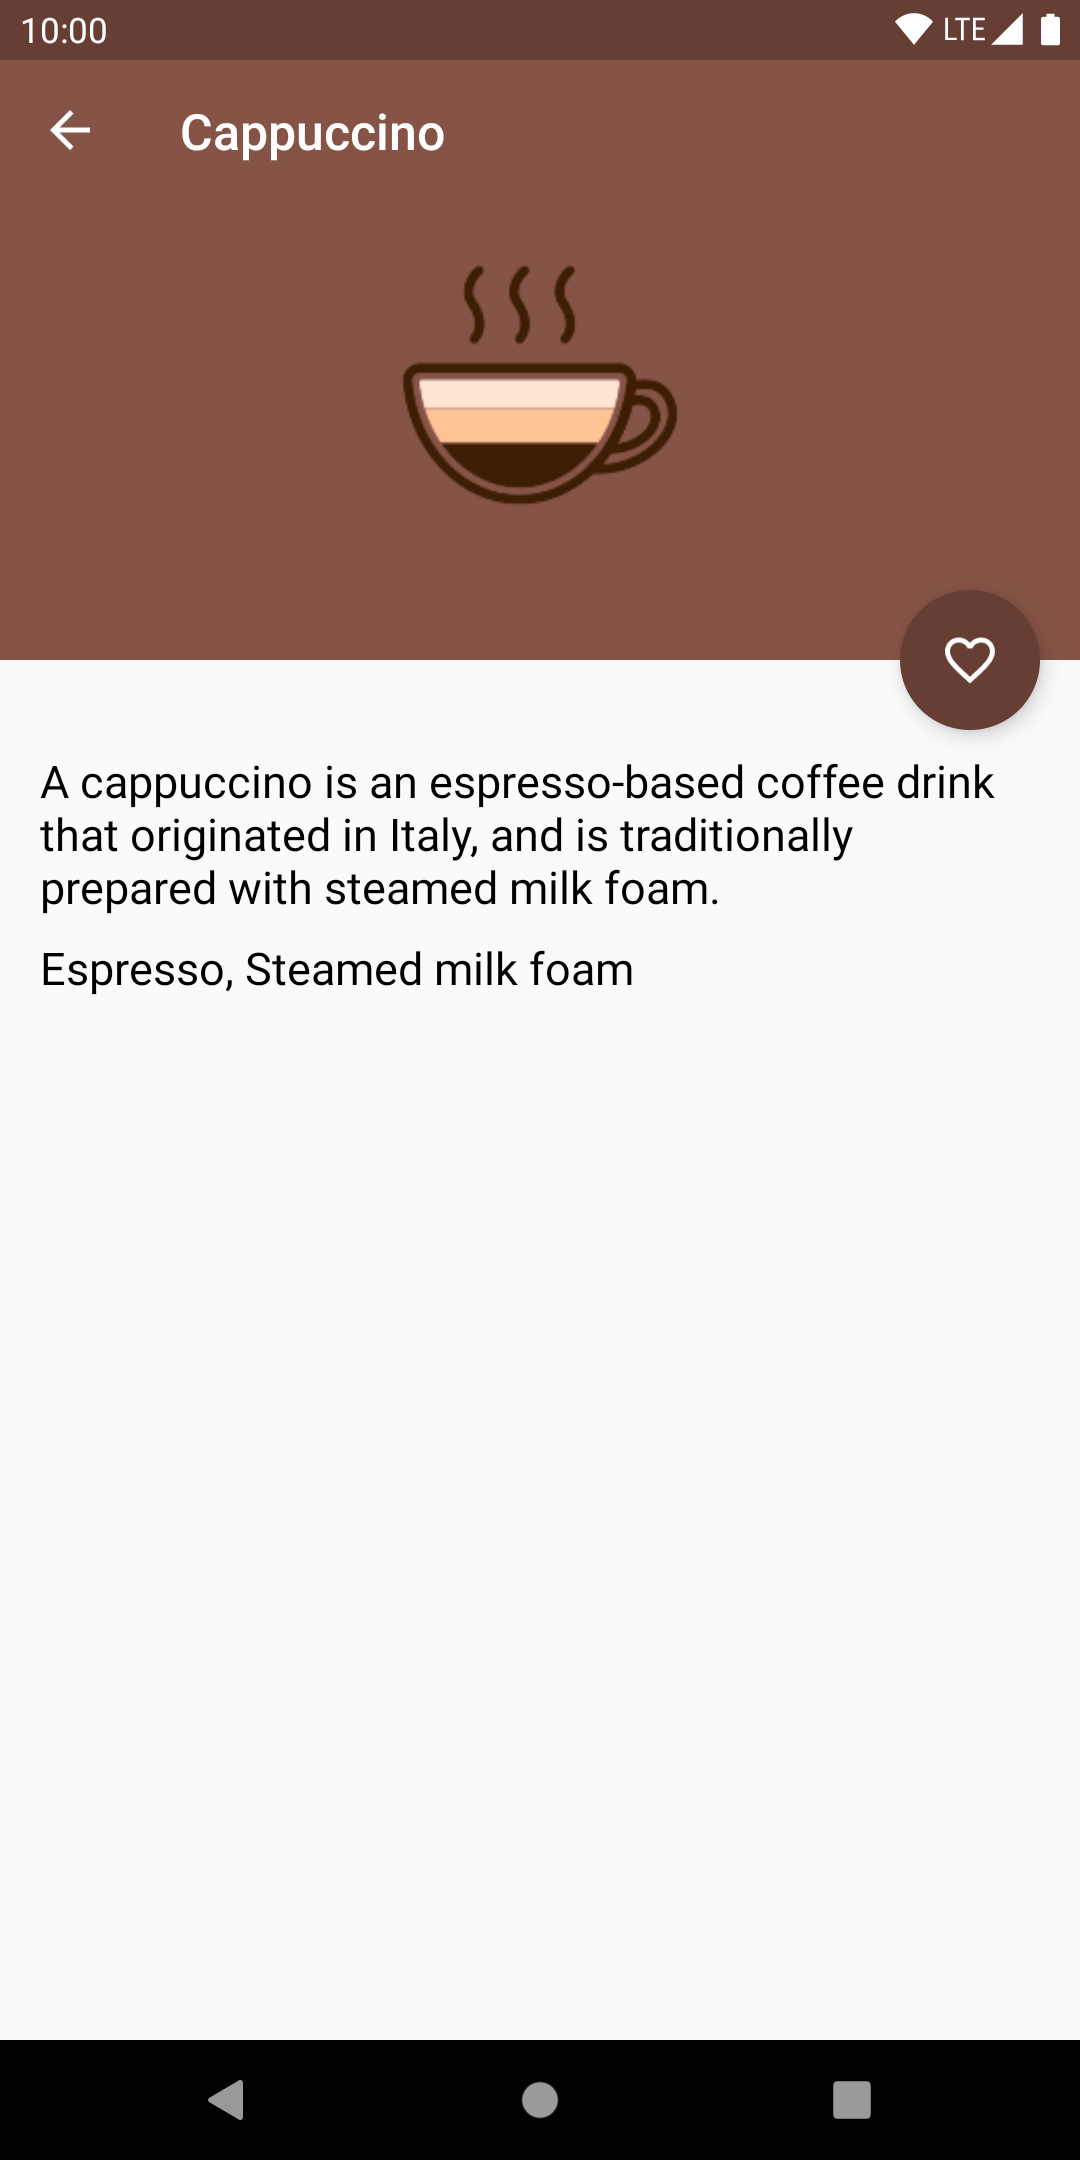 10:00
LTE
Cappuccino
A cappuccino is an espresso-based coffee drink
that originated in Italy, and is traditionally
prepared with steamed milk foam.
Espresso, Steamed milk foam